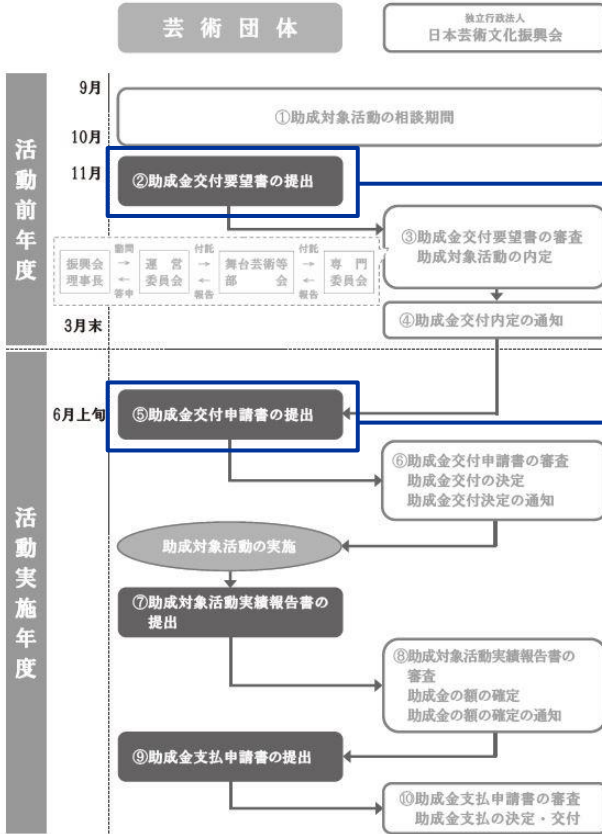 芸術団体
独立行政法人
日本芸術文化振興会
活動前年度
9月
10月
①助成対象活動の相談期間
11月
②助成金交付要望書の提出
③助成金交付要望書の審査
助成対象活動の内定
振興会
理事長
諮問
→
←
答申
運営
委員会
付託
→
←
報告
舞台芸術等
部会
付託
→
←
報告
専門
委員会
3月末
④助成金交付内定の通知
活動実施年度
6月上旬
⑤助成金交付申請書の提出
⑥助成金交付申請書の審査
助成金交付の決定
助成金交付決定の通知
助成対象活動の実施
⑦助成対象活動実績報告書の
提出
⑧助成対象活動実績報告書の
審査
助成金の額の確定
助成金の額の確定の通知
⑨助成金支払申請書の提出
⑩助成金支払申請書の審査
助成金支払の決定・交付